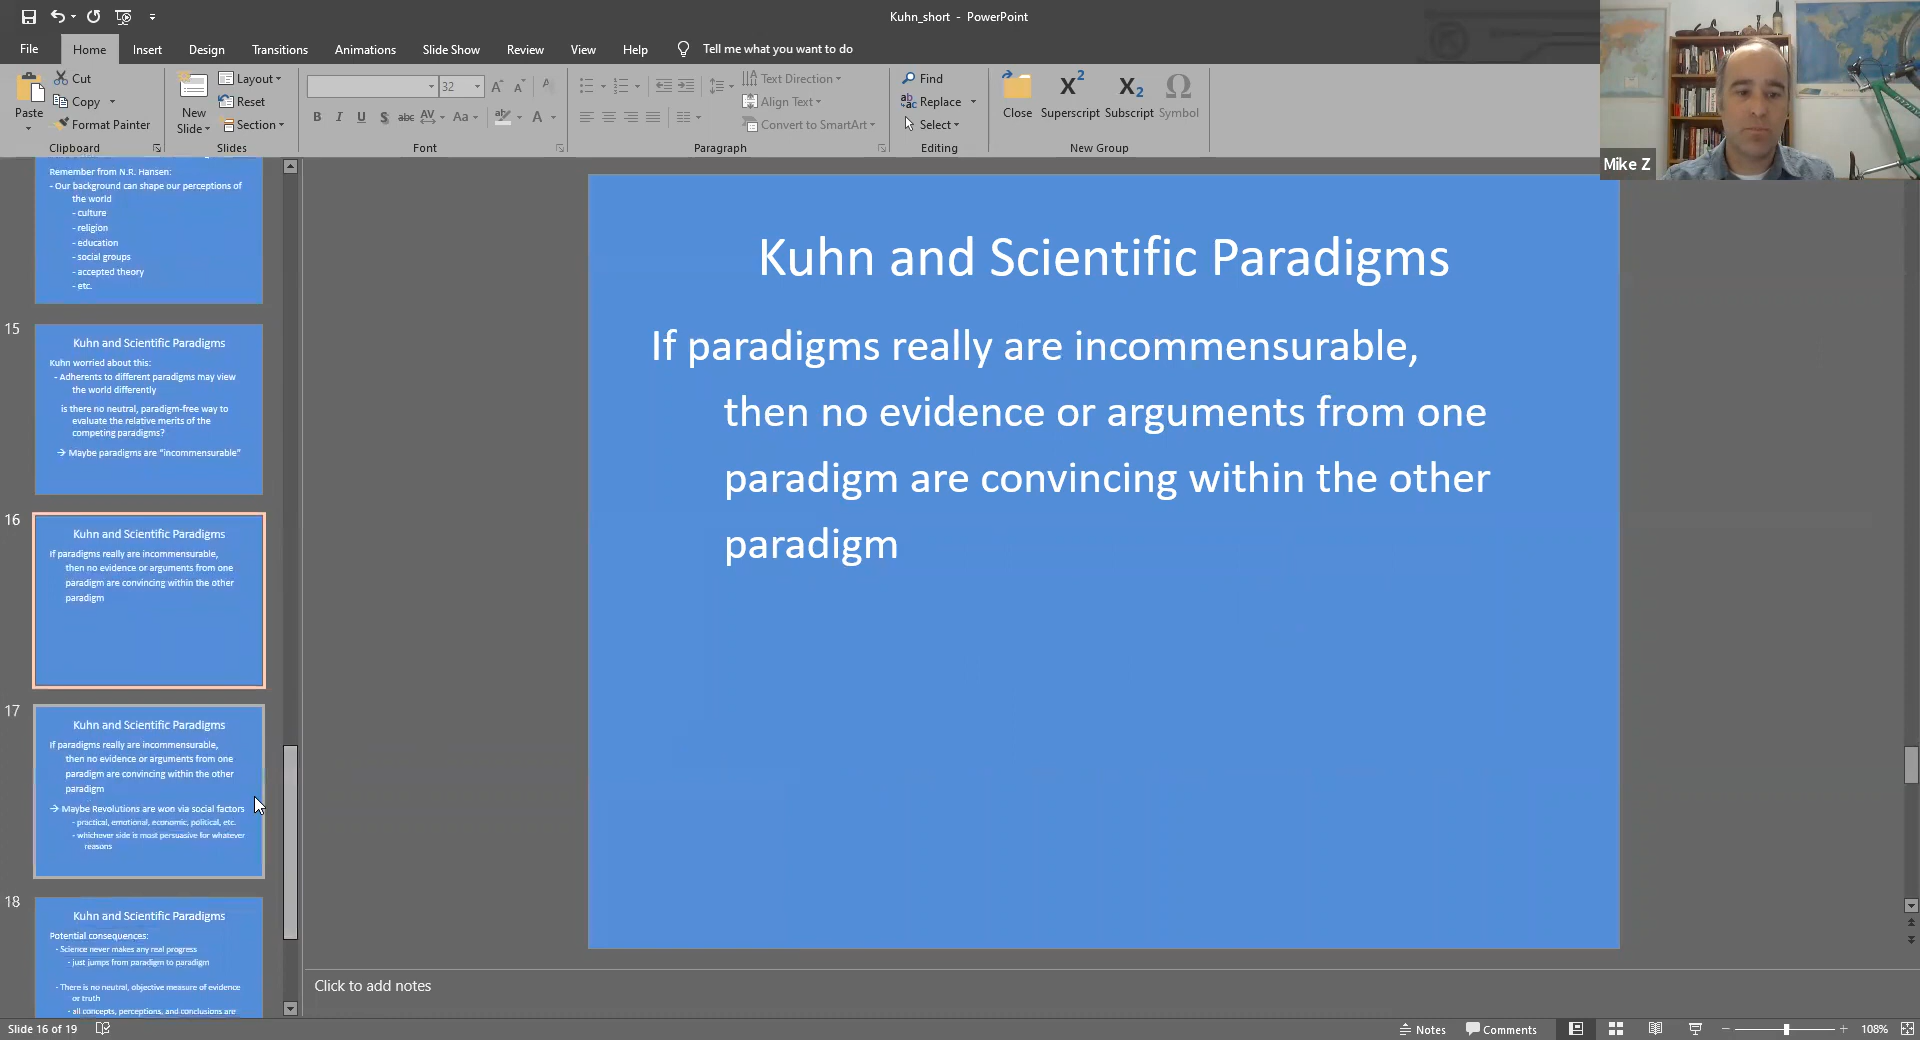 Kuhn_short - PowerPoint
File Home Insert Design Transitions Animations Slide Show Review View Help Tell me what you want to do
Paste
Cut
Copy
Format Painter
Clipboard
New
Slide
Layout
Reset
Section
Slides
32
B I U S abc AV Aa A
Font
Text Direction
Align Text
Convert to SmartArt
Paragraph
Find
Replace
Select
Editing
Close Superscript Subscript Symbol
New Group
Mike Z
Remember from N.R. Hansen:
- Our background can shape our perceptions of
the world
- culture
- religion
- education
- social groups
- accepted theory
- etc.
15
Kuhn and Scientific Paradigms
Kuhn worried about this:
- Adherents to different paradigms may view
the world differently
is there no neutral, paradigm-free way to
evaluate the relative merits of the
competing paradigms?
→ Maybe paradigms are “incommensurable”
16
Kuhn and Scientific Paradigms
If paradigms really are incommensurable,
then no evidence or arguments from one
paradigm are convincing within the other
paradigm
17
Kuhn and Scientific Paradigms
If paradigms really are incommensurable,
then no evidence or arguments from one
paradigm are convincing within the other
paradigm
→ Maybe Revolutions are won via social factors
- practical, emotional, economic, political, etc.
- whichever side is most persuasive for whatever
reasons
18
Kuhn and Scientific Paradigms
Potential consequences:
- Science never makes any real progress
- just jumps from paradigm to paradigm
- There is no neutral, objective measure of evidence
or truth
- all concepts, perceptions, and conclusions are
Kuhn and Scientific Paradigms
If paradigms really are incommensurable,
then no evidence or arguments from one
paradigm are convincing within the other
paradigm
Click to add notes
Slide 16 of 19
Notes Comments 108%